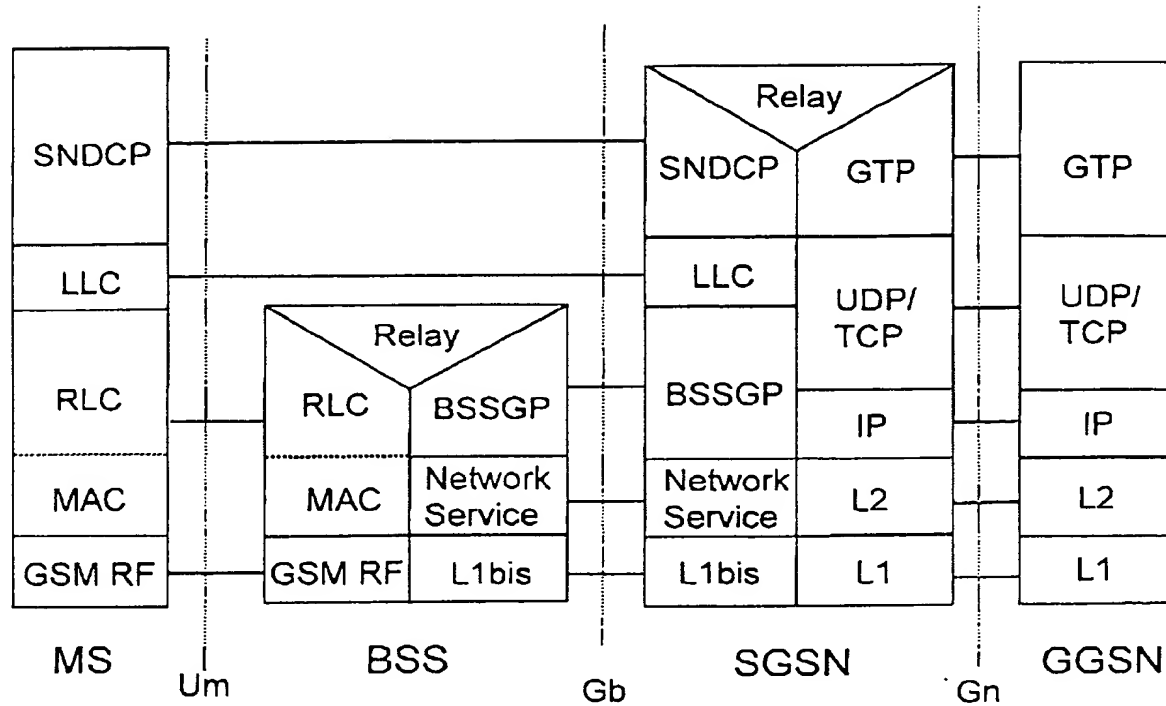 SNDCP
LLC
RLC
MAC
GSM RF
MS
Um
Relay
RLC
BSSGP
MAC
Network
Service
GSM RF
L1bis
BSS
Gb
Relay
SNDCP
GTP
LLC
UDP/
TCP
BSSGP
IP
Network
Service
L2
L1bis
L1
SGSN
Gn
GTP
UDP/
TCP
IP
L2
L1
GGSN